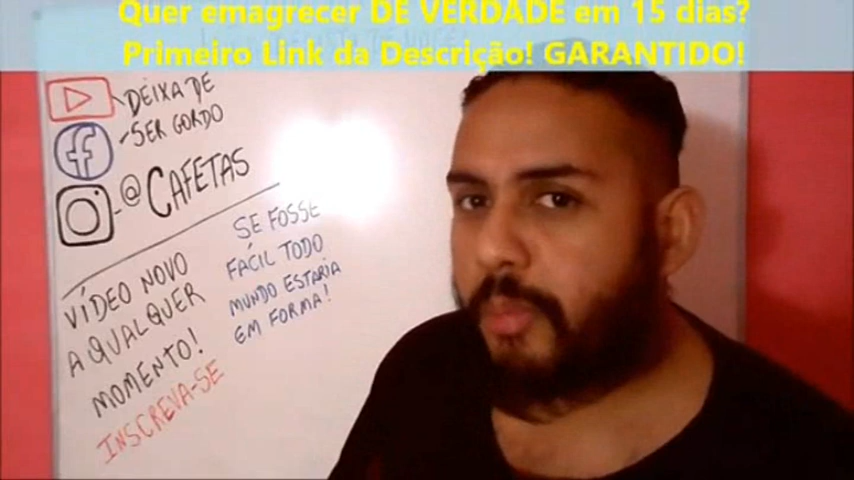 Quer emagrecer DE VERDADE em 15 dias?
Primeiro Link da Descrição! GARANTIDO!
DEIXA DE
SER GORDO
@CAFETAS
VÍDEO NOVO
A QUALQUER
MOMENTO!
INSCREVA-SE
SE FOSSE
FÁCIL TODO
MUNDO ESTARIA
EM FORMA!